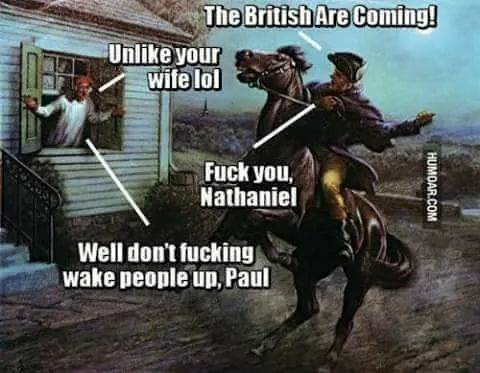 The British Are Coming!
Unlike your
wife lol
Fuck you,
Nathaniel
Well don't fucking
wake people up, Paul
HUMOAR.COM